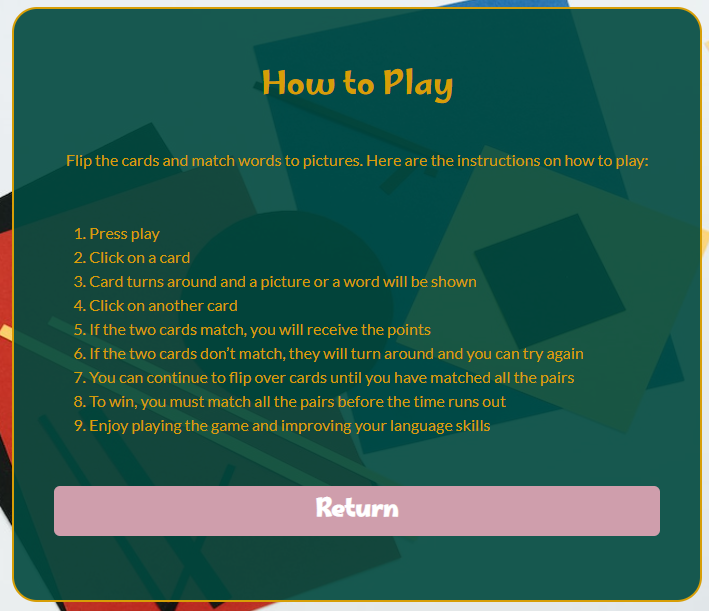 How to Play
Flip the cards and match words to pictures. Here are the instructions on how to play:
1. Press play
2. Click on a card
3. Card turns around and a picture or a word will be shown
4. Click on another card
5. If the two cards match, you will receive the points
6. If the two cards don’t match, they will turn around and you can try again
7. You can continue to flip over cards until you have matched all the pairs
8. To win, you must match all the pairs before the time runs out
9. Enjoy playing the game and improving your language skills
Return